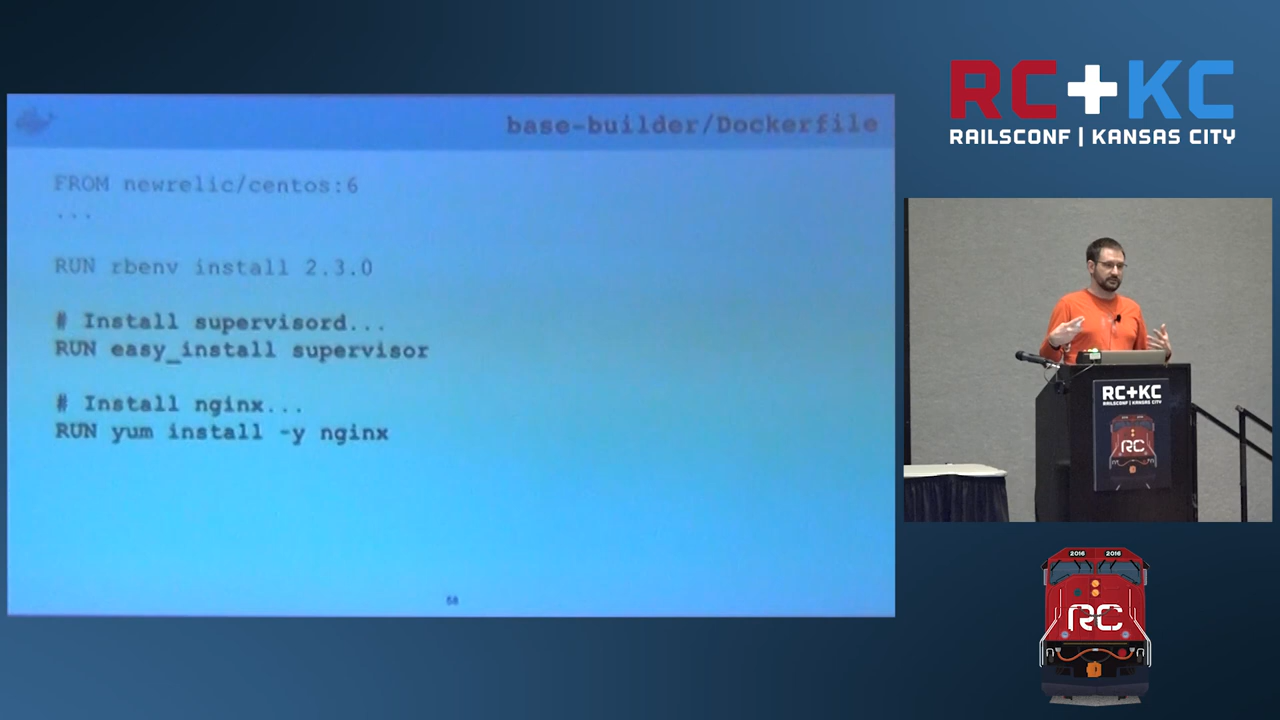 base-builder/Dockerfile
FROM newrelic/centos:6
...
RUN rbenv install 2.3.0
# Install supervisord...
RUN easy_install supervisor
# Install nginx...
RUN yum install -y nginx
58
RC+KC
RAILSCONF | KANSAS CITY
RC+KC
RAILSCONF | KANSAS CITY
RC
2016 2016
RC